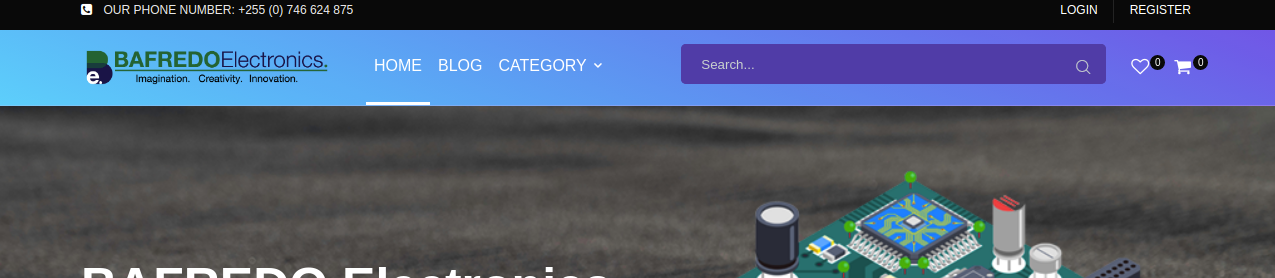 OUR PHONE NUMBER: +255 (0) 746 624 875
LOGIN
REGISTER
e.
BAFREDOElectronics.
Imagination. Creativity. Innovation.
HOME
BLOG
CATEGORY
Search...
0
0
BAFREDO Electronics